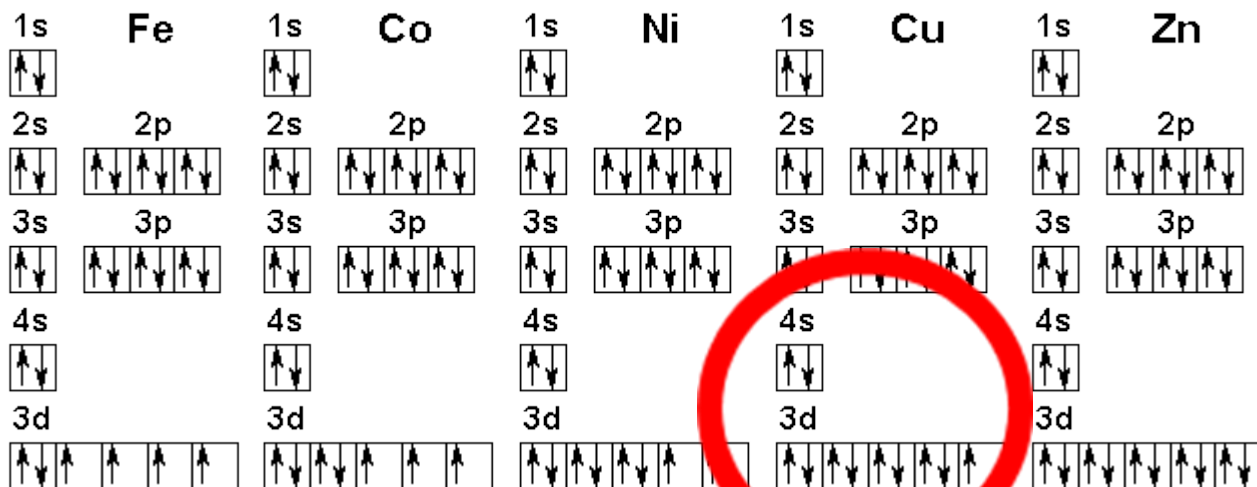 1s Fe 1s Co 1s Ni 1s Cu 1s Zn
2s 2p 2s 2p 2s 2p 2s 2p 2s 2p
3s 3p 3s 3p 3s 3p 3s 3p 3s 3p
4s 4s 4s 4s 4s
3d 3d 3d 3d 3d